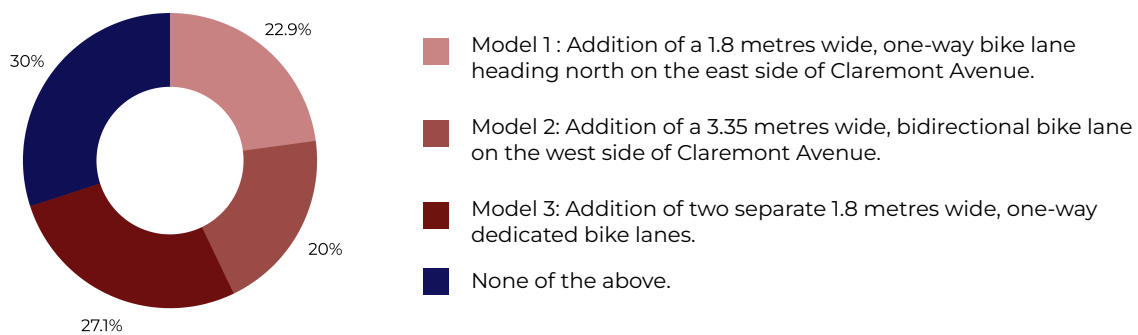 22.9%
30%
20%
27.1%
Model 1 : Addition of a 1.8 metres wide, one-way bike lane
heading north on the east side of Claremont Avenue.
Model 2: Addition of a 3.35 metres wide, bidirectional bike lane
on the west side of Claremont Avenue.
Model 3: Addition of two separate 1.8 metres wide, one-way
dedicated bike lanes.
None of the above.